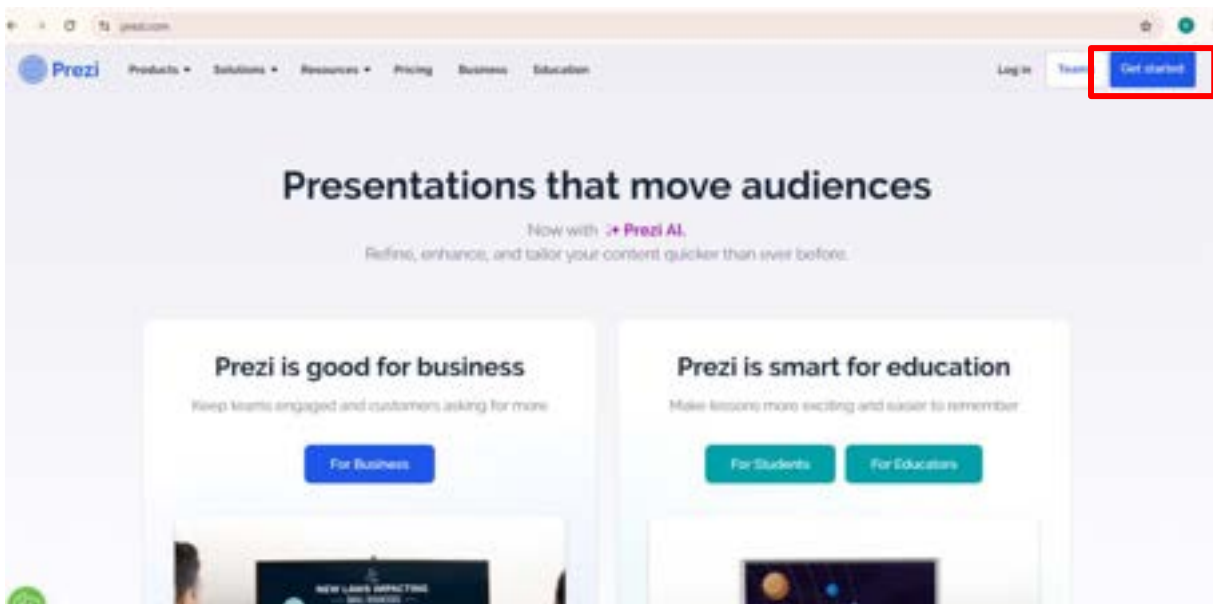 prezi.com
Prezi Products Solutions Resources Pricing Business Education Log in Teams Get started
Presentations that move audiences
Now with Prezi AI.
Refine, enhance, and tailor your content quicker than ever before.
Prezi is good for business
Keep teams engaged and customers asking for more
For Business
Prezi is smart for education
Make lessons more exciting and easier to remember
For Students For Educators
NEW LAWS IMPACTING